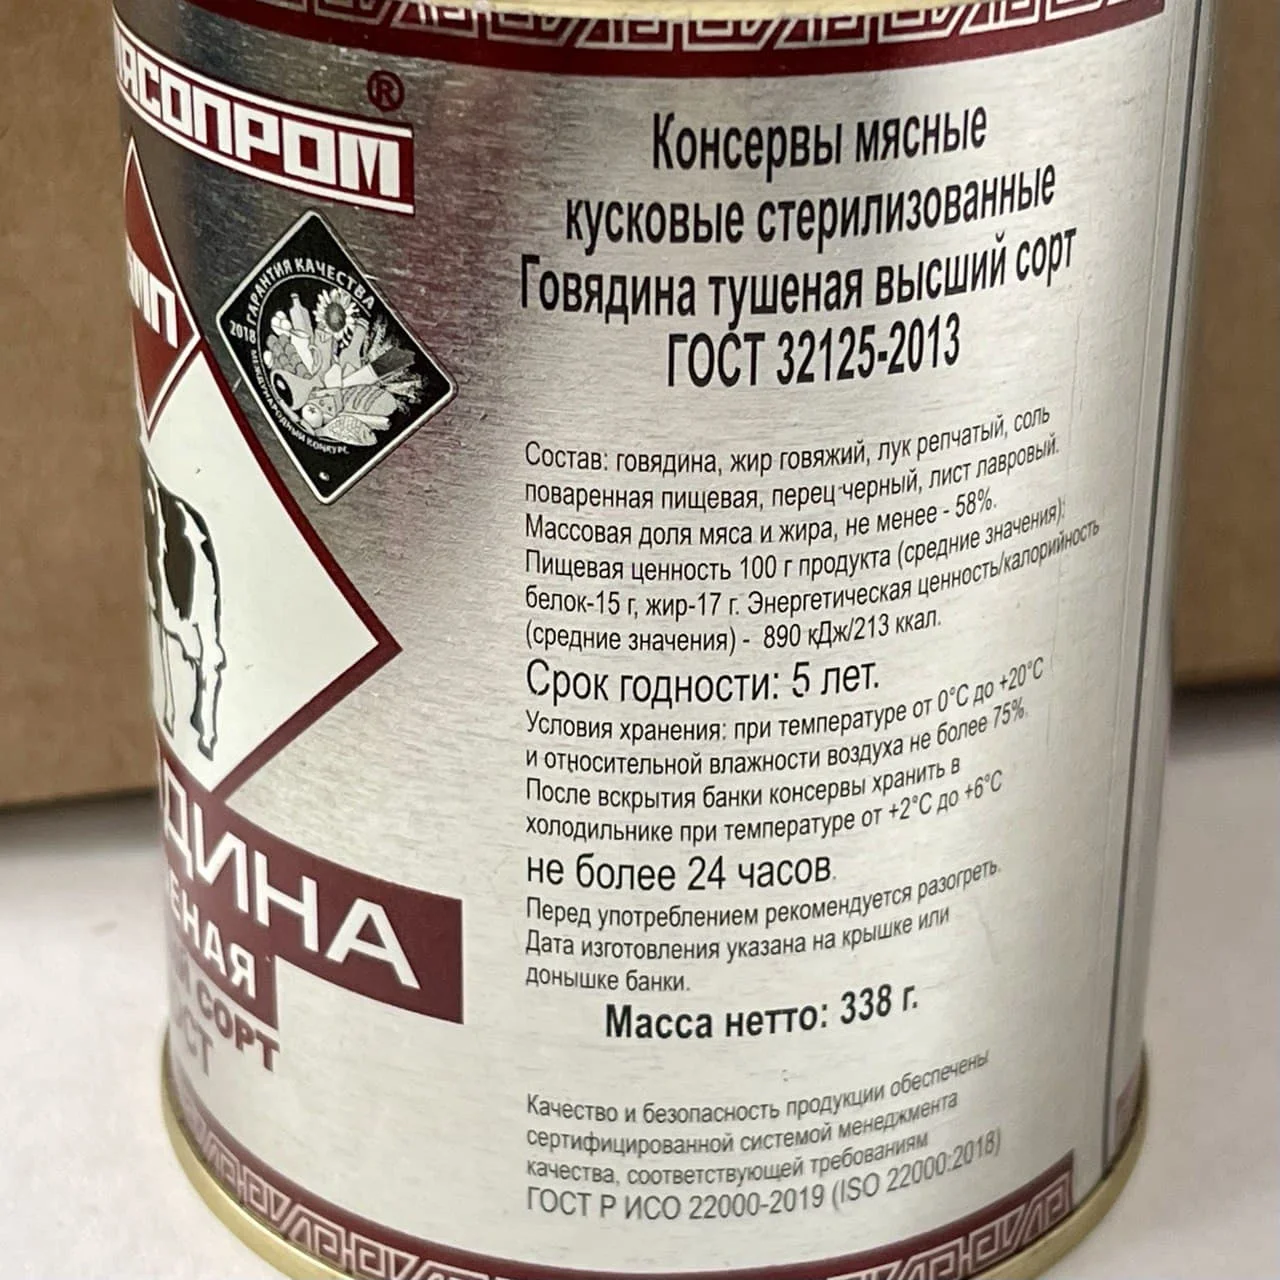 ЯСОПРОМ®
ГАРАНТИЯ КАЧЕСТВА
2018
МЕЖДУНАРОДНЫЙ КОНКУРС
ДИНА
ЕНАЯ
СОРТ
СТ
Консервы мясные
кусковые стерилизованные
Говядина тушеная высший сорт
ГОСТ 32125-2013
Состав: говядина, жир говяжий, лук репчатый, соль
поваренная пищевая, перец черный, лист лавровый.
Массовая доля мяса и жира, не менее - 58%.
Пищевая ценность 100 г продукта (средние значения):
белок-15 г, жир-17 г. Энергетическая ценность/калорийность
(средние значения) - 890 кДж/213 ккал.
Срок годности: 5 лет.
Условия хранения: при температуре от 0°С до +20°С
и относительной влажности воздуха не более 75%.
После вскрытия банки консервы хранить в
холодильнике при температуре от +2°С до +6°С
не более 24 часов.
Перед употреблением рекомендуется разогреть.
Дата изготовления указана на крышке или
донышке банки.
Масса нетто: 338 г.
Качество и безопасность продукции обеспечены
сертифицированной системой менеджмента
качества, соответствующей требованиям
ГОСТ Р ИСО 22000-2019 (ISO 22000:2018)